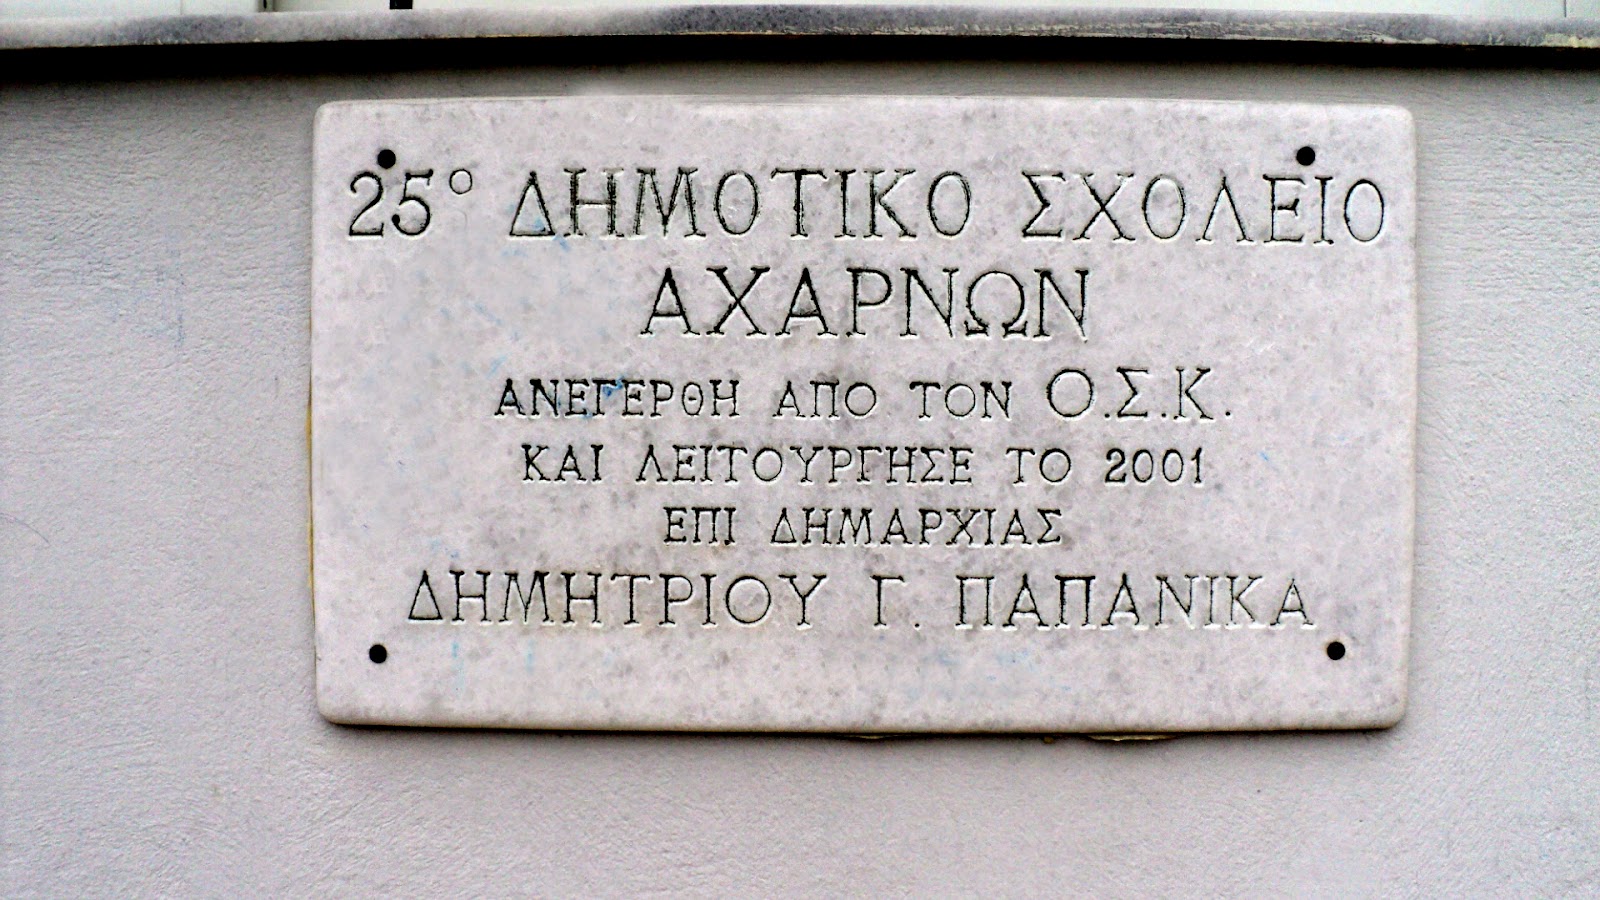 25° ΔΗΜΟΤΙΚΟ ΣΧΟΛΕΙΟ
ΑΧΑΡΝΩΝ
ΑΝΕΓΕΡΘΗ ΑΠΟ ΤΟΝ Ο.Σ.Κ.
ΚΑΙ ΛΕΙΤΟΥΡΓΗΣΕ ΤΟ 2001
ΕΠΙ ΔΗΜΑΡΧΙΑΣ
ΔΗΜΗΤΡΙΟΥ Γ. ΠΑΠΑΝΙΚΑ